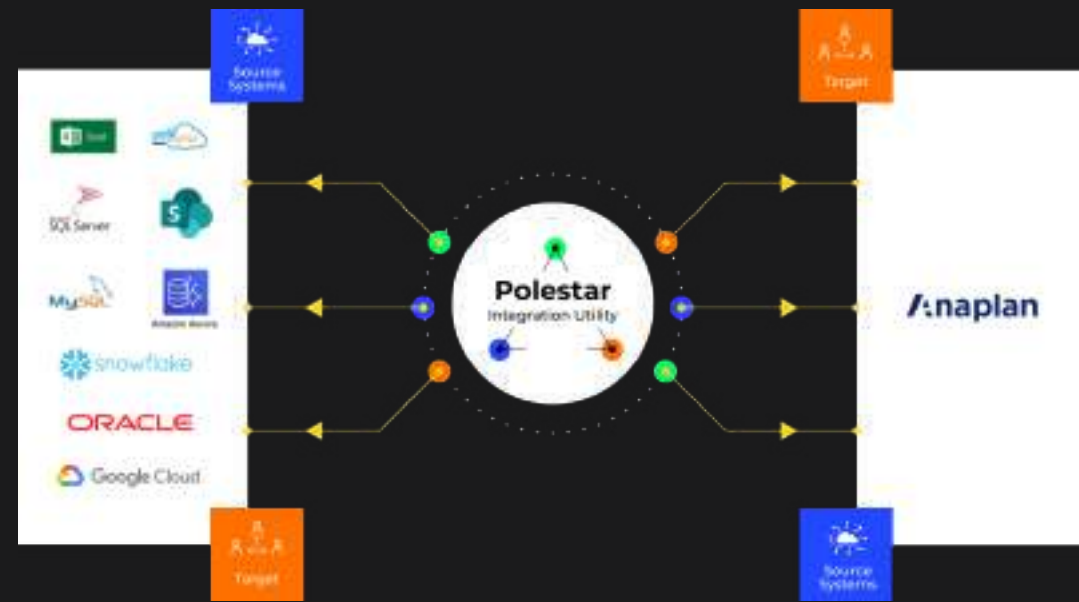 Source
Systems
Target
SQL Server
S
MySQL
Amazon Aurora
snowflake
ORACLE
Google Cloud
Polestar
Integration Utility
Anaplan
Target
Source
Systems